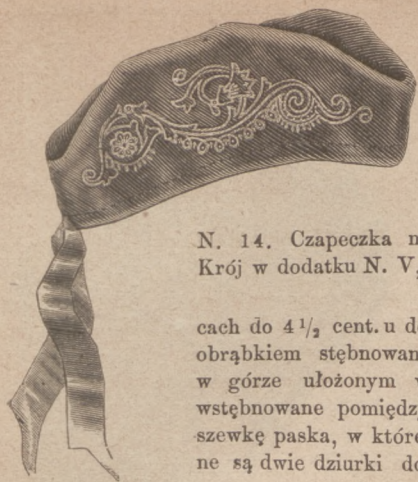 N. 14. Czapeczka
Krój w dodatku N. V,
cach do 4 1/2 cent. u
obrąbkiem stębnowan
w górze ułożonym
wstębnowane pomiędz
szewkę paska, w któr
ne są dwie dziurki